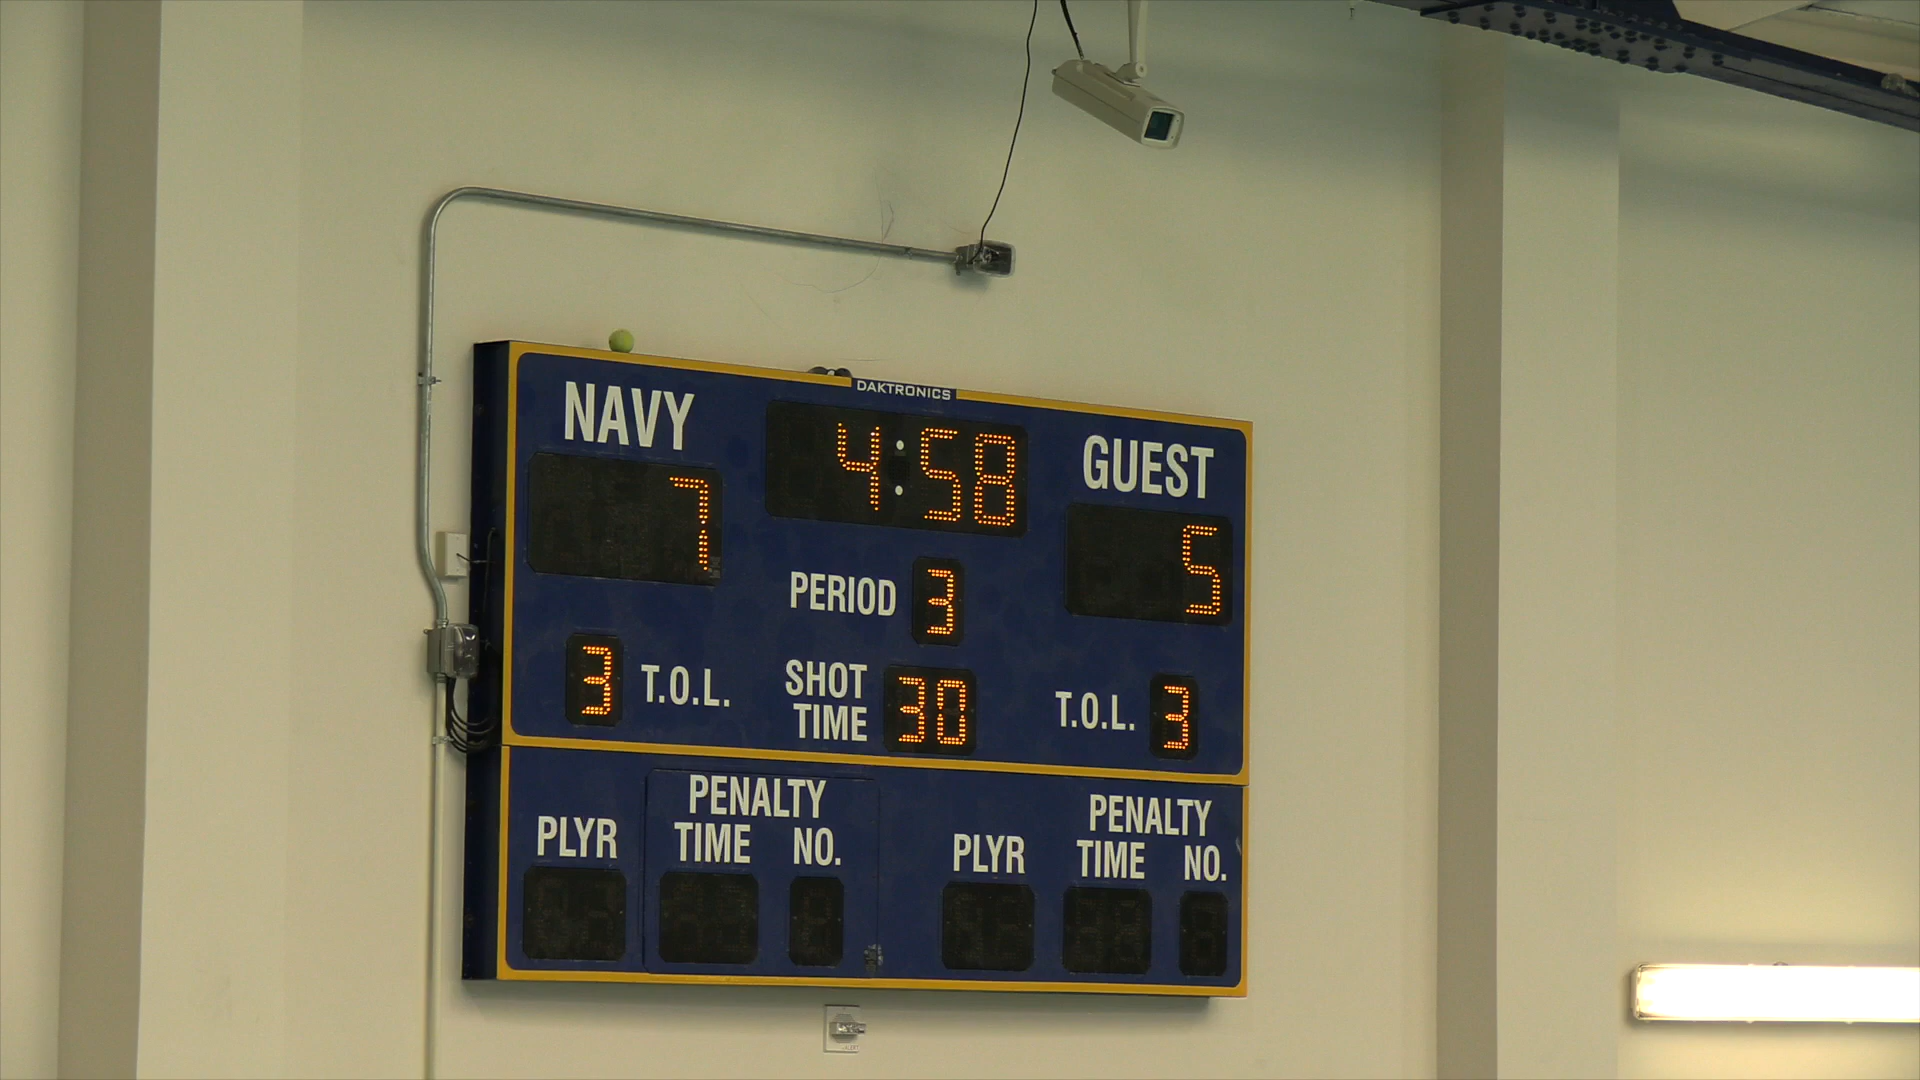 DAKTRONICS
NAVY 4:58 GUEST
7 5
PERIOD 3
3 T.O.L. SHOT TIME 30 T.O.L. 3
PENALTY PENALTY
PLYR TIME NO. PLYR TIME NO.